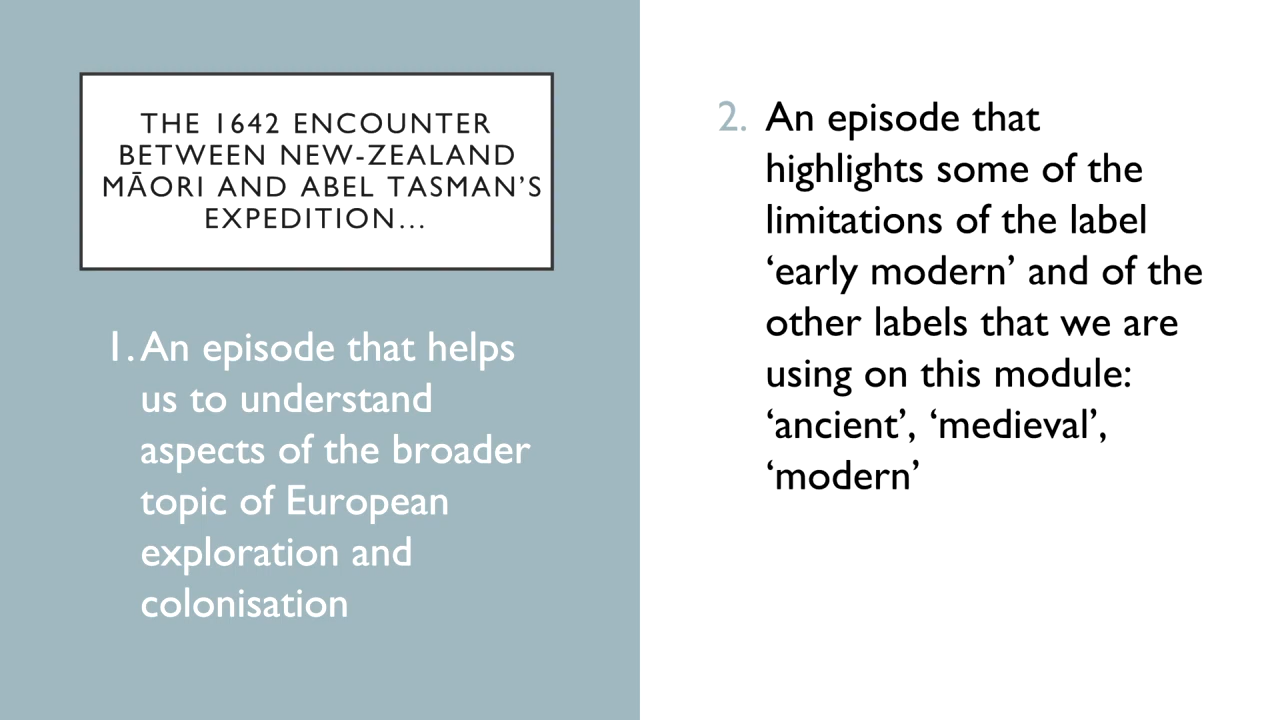 THE 1642 ENCOUNTER
BETWEEN NEW-ZEALAND
MĀORI AND ABEL TASMAN’S
EXPEDITION…
1. An episode that helps
us to understand
aspects of the broader
topic of European
exploration and
colonisation
2. An episode that
highlights some of the
limitations of the label
‘early modern’ and of the
other labels that we are
using on this module:
‘ancient’, ‘medieval’,
‘modern’